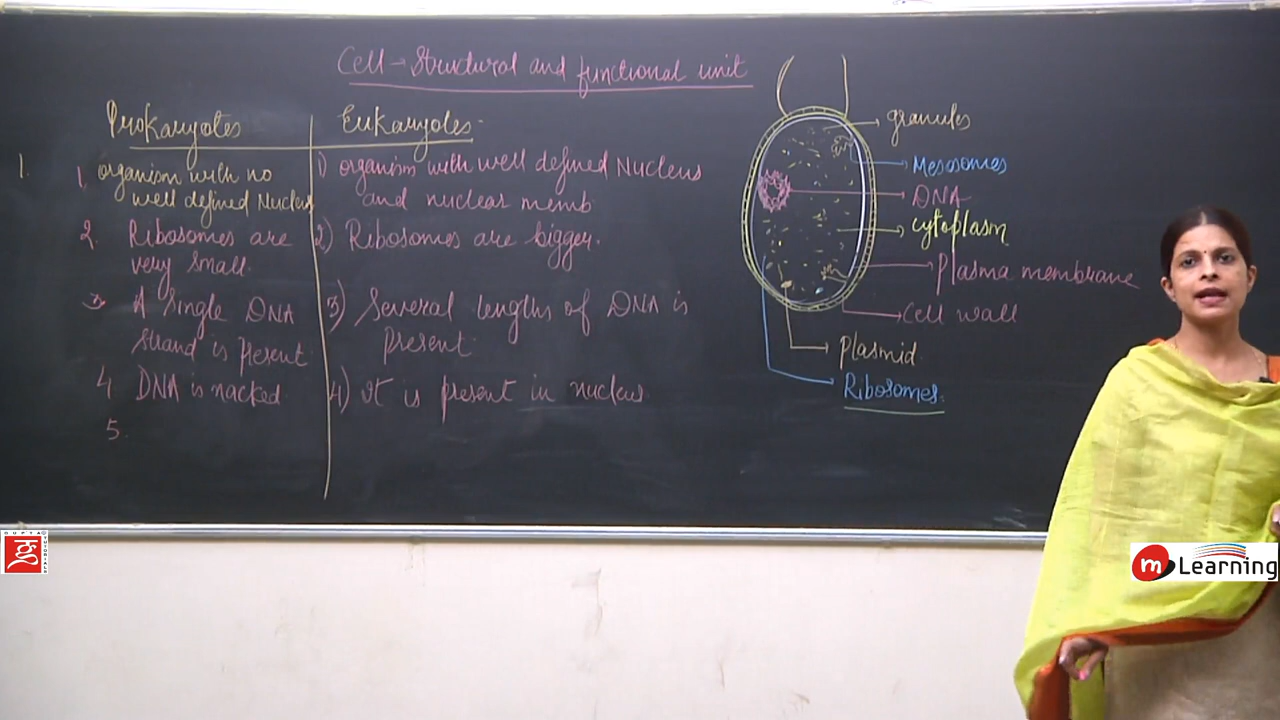 Cell → Structural and functional unit
Prokaryotes
Eukaryotes
1.
1. organism with no
well defined Nucleus
1) organism with well defined Nucleus
and nuclear memb
2. Ribosomes are
very small.
2) Ribosomes are bigger.
3 A Single DNA
strand is present
3) Several lengths of DNA is
present
4 DNA is nacked
4) It is present in nucleus
5.
granules
Mesosomes
DNA
cytoplasm
Plasma membrane
Cell wall
plasmid
Ribosomes
GUPTA TUTORIALS
ग
m Learning